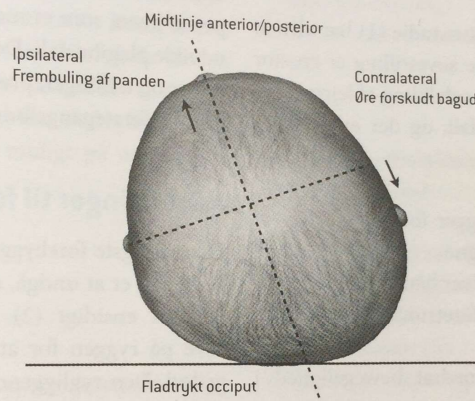 Midtlinje anterior/posterior
Ipsilateral
Frembuling af panden
Contralateral
Øre forskudt bagud
Fladtrykt occiput